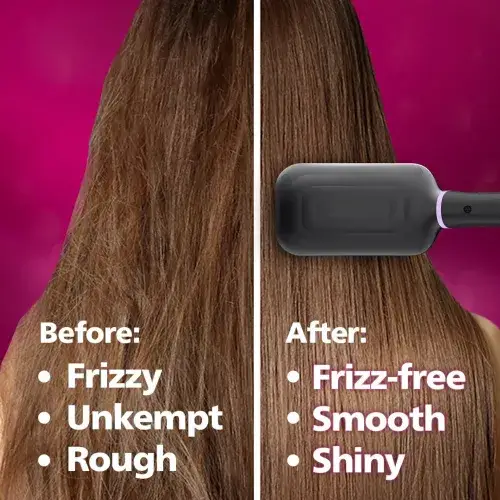 Before:
• Frizzy
• Unkempt
• Rough
After:
• Frizz-free
• Smooth
• Shiny